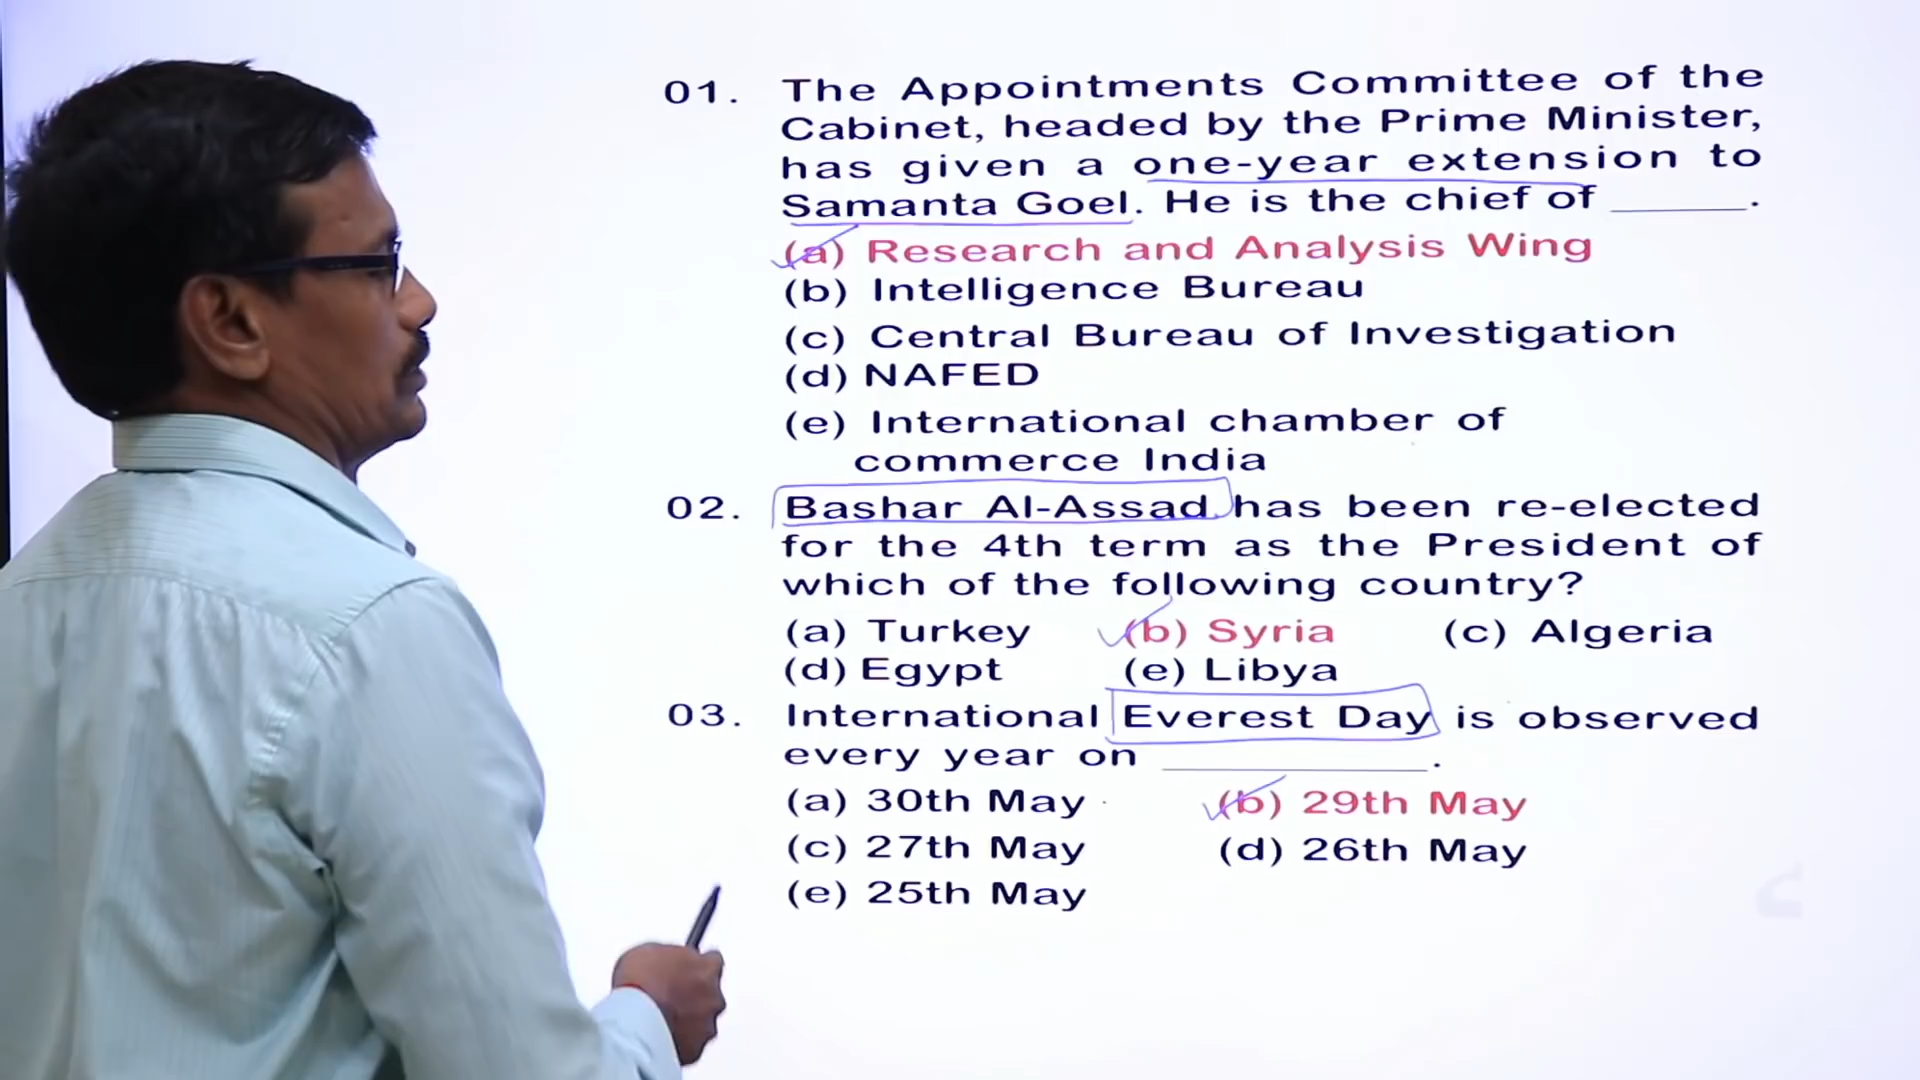 01. The Appointments Committee of the
Cabinet, headed by the Prime Minister,
has given a one-year extension to
Samanta Goel. He is the chief of ______.
(a) Research and Analysis Wing
(b) Intelligence Bureau
(c) Central Bureau of Investigation
(d) NAFED
(e) International chamber of
commerce India
02. Bashar Al-Assad has been re-elected
for the 4th term as the President of
which of the following country?
(a) Turkey (b) Syria (c) Algeria
(d) Egypt (e) Libya
03. International Everest Day is observed
every year on ____________.
(a) 30th May (b) 29th May
(c) 27th May (d) 26th May
(e) 25th May